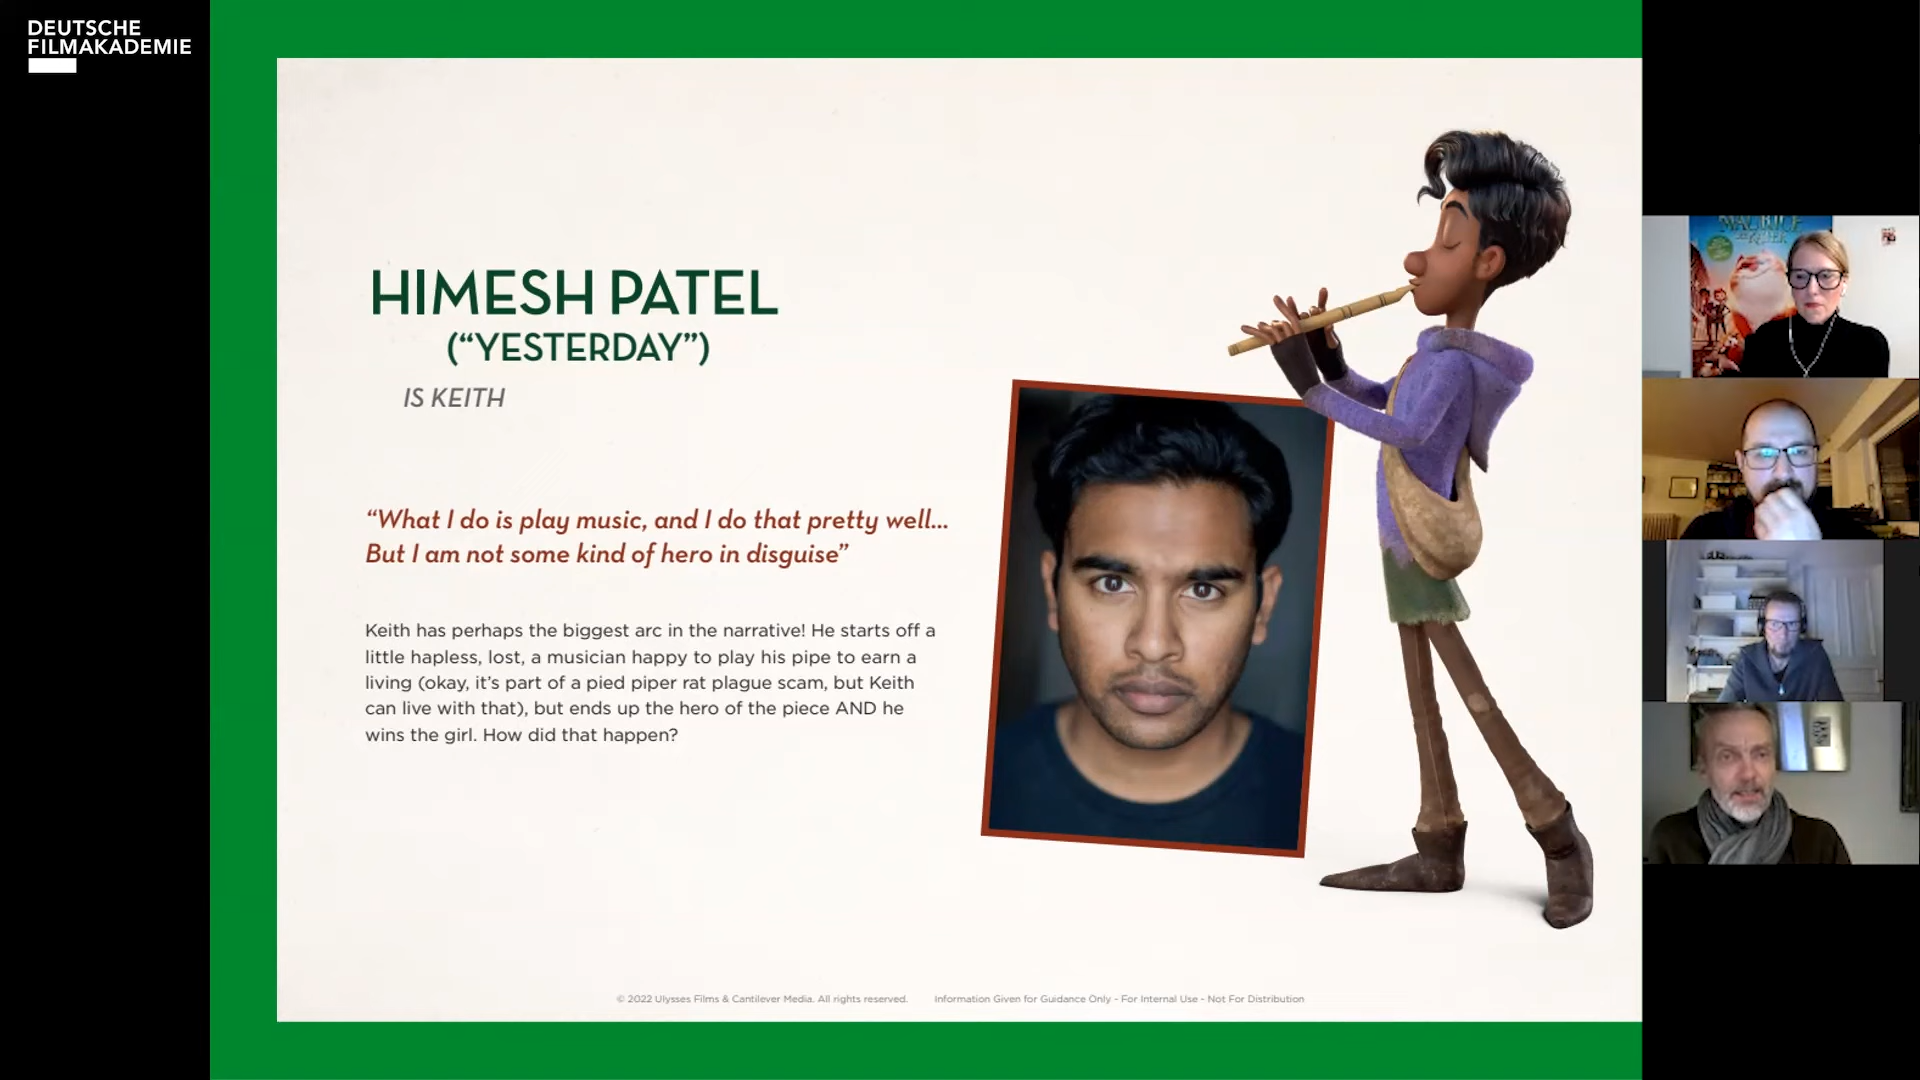 DEUTSCHE
FILMAKADEMIE
HIMESH PATEL
(“YESTERDAY”)
IS KEITH
“What I do is play music, and I do that pretty well...
But I am not some kind of hero in disguise”
Keith has perhaps the biggest arc in the narrative! He starts off a
little hapless, lost, a musician happy to play his pipe to earn a
living (okay, it’s part of a pied piper rat plague scam, but Keith
can live with that), but ends up the hero of the piece AND he
wins the girl. How did that happen?
© 2022 Ulysses Films & Cantilever Media. All rights reserved. Information Given for Guidance Only - For Internal Use - Not For Distribution
MAURICE